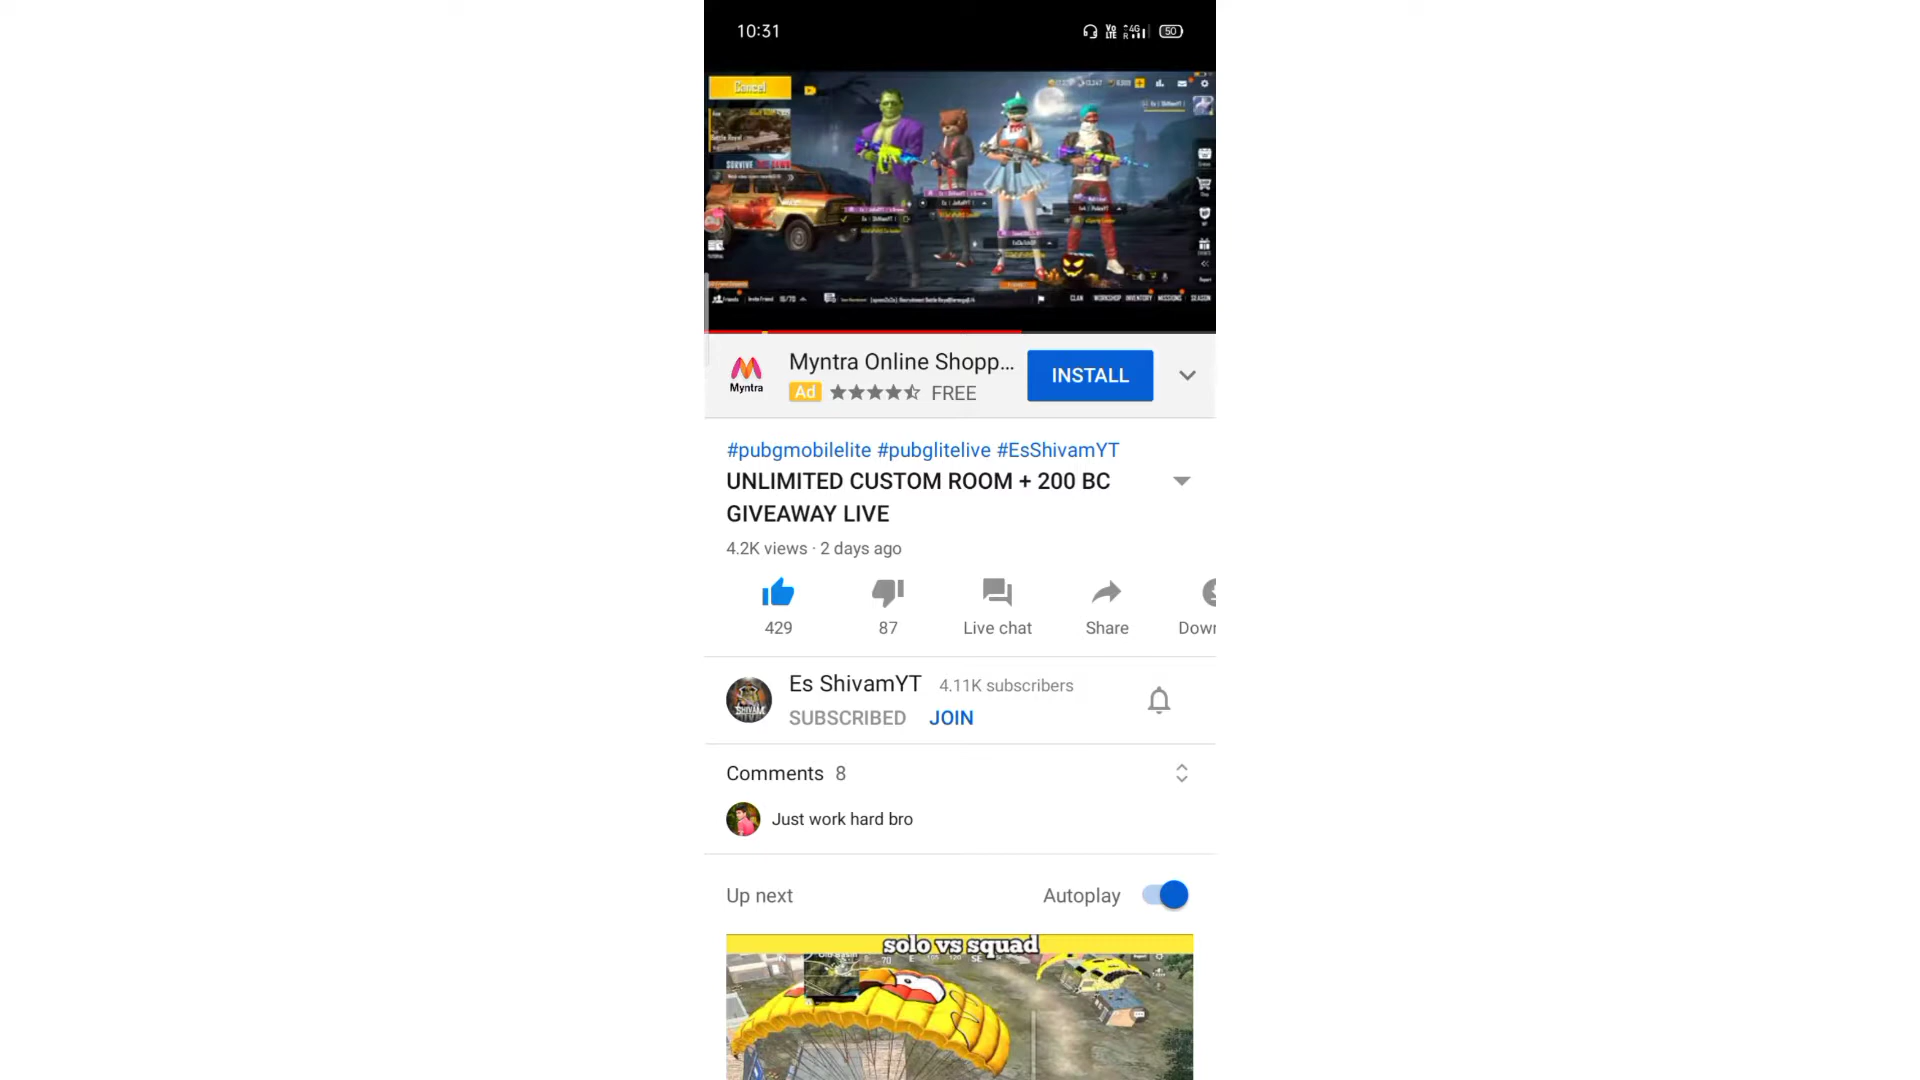 10:31
50
Cancel
Myntra Online Shopp...
INSTALL
Myntra
Ad
FREE
#pubgmobilelite #pubglitelive #EsShivamYT
UNLIMITED CUSTOM ROOM + 200 BC
GIVEAWAY LIVE
4.2K views · 2 days ago
429
87
Live chat
Share
Down
Es ShivamYT 4.11K subscribers
SUBSCRIBED JOIN
Comments 8
Just work hard bro
Up next
Autoplay
solo vs squad